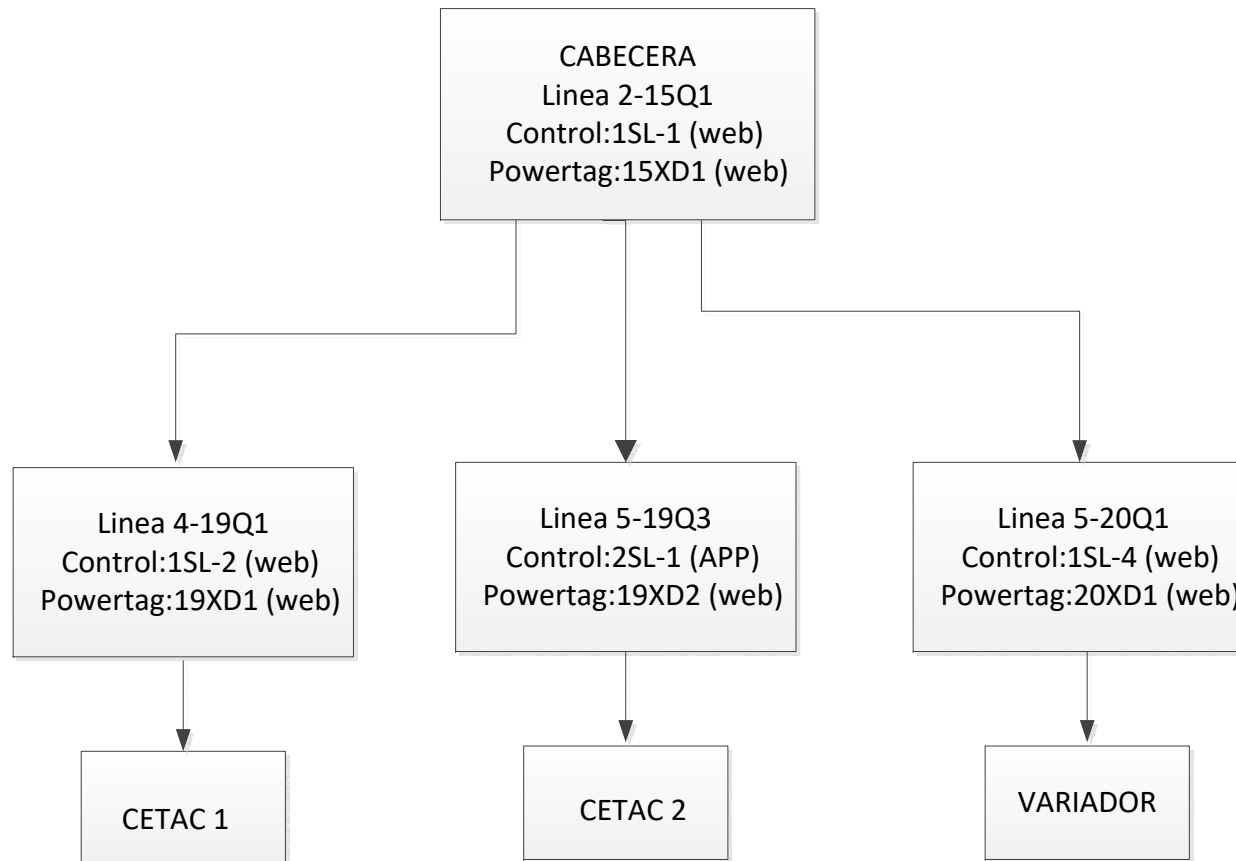 CABECERA
Linea 2-15Q1
Control:1SL-1 (web)
Powertag:15XD1 (web)
Linea 4-19Q1
Control:1SL-2 (web)
Powertag:19XD1 (web)
Linea 5-19Q3
Control:2SL-1 (APP)
Powertag:19XD2 (web)
Linea 5-20Q1
Control:1SL-4 (web)
Powertag:20XD1 (web)
CETAC 1
CETAC 2
VARIADOR